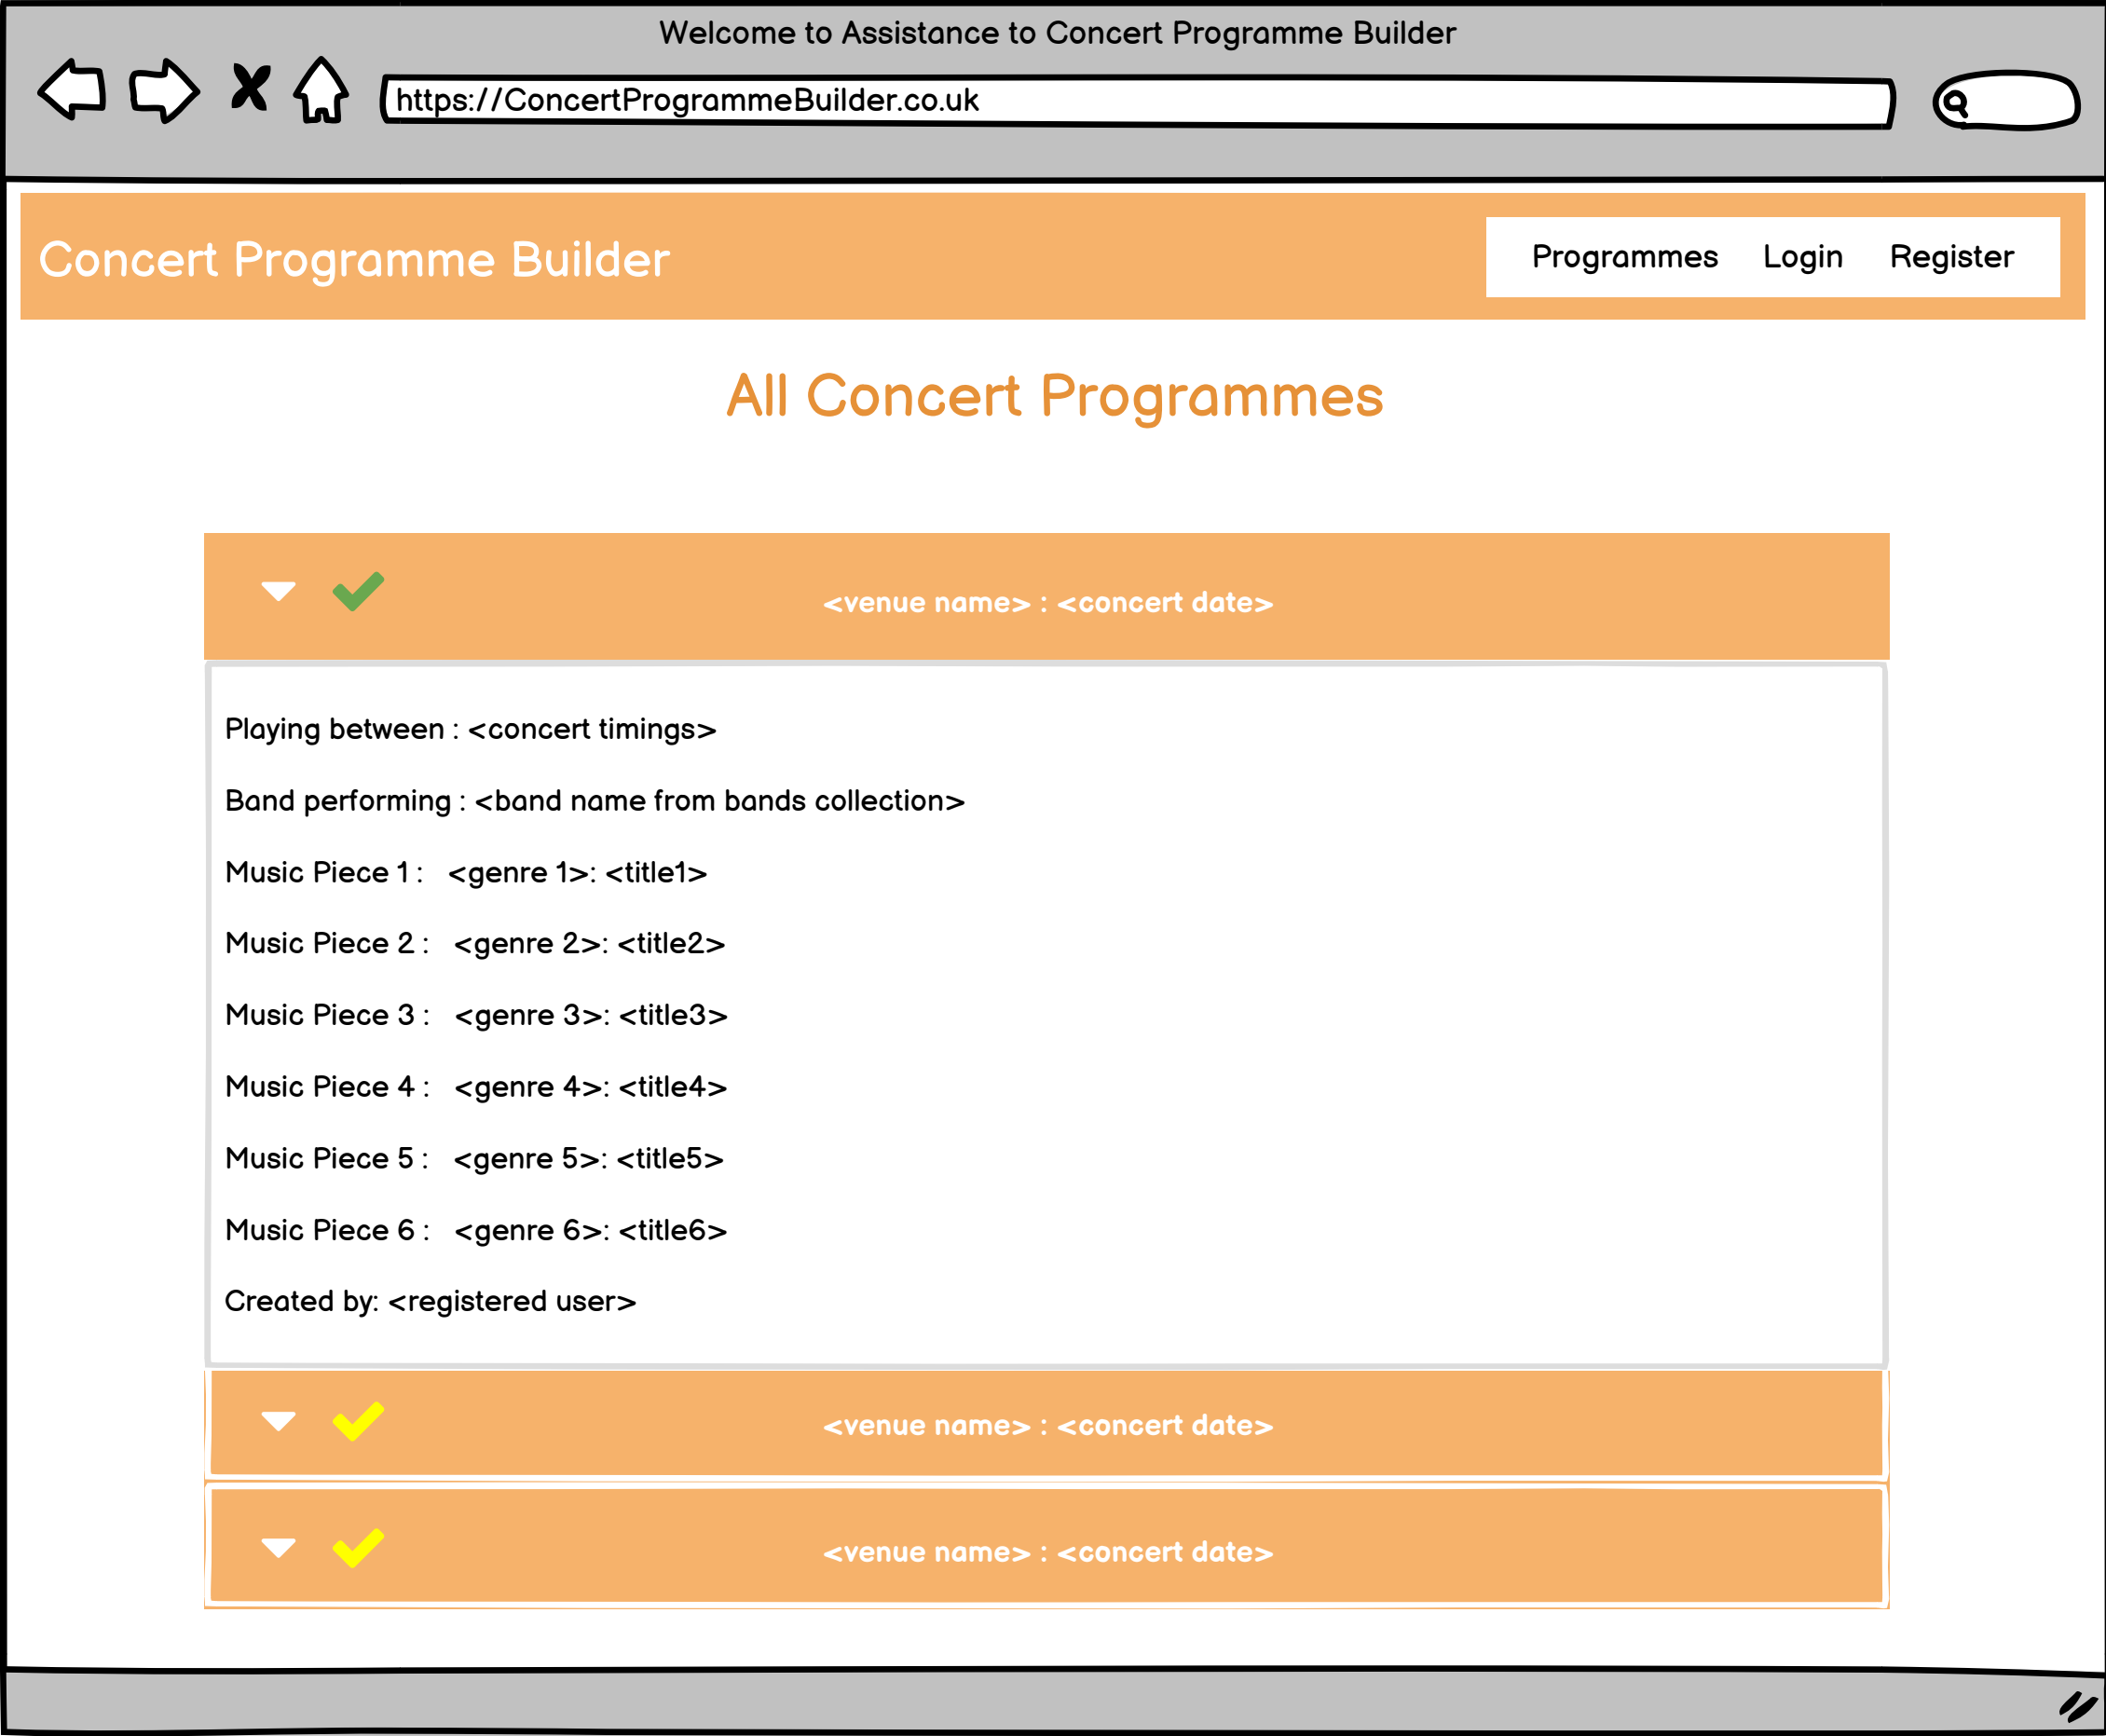 Welcome to Assistance to Concert Programme Builder
https://ConcertProgrammeBuilder.co.uk
Concert Programme Builder
Programmes Login Register
All Concert Programmes
<venue name> : <concert date>
Playing between : <concert timings>
Band performing : <band name from bands collection>
Music Piece 1 : <genre 1>: <title1>
Music Piece 2 : <genre 2>: <title2>
Music Piece 3 : <genre 3>: <title3>
Music Piece 4 : <genre 4>: <title4>
Music Piece 5 : <genre 5>: <title5>
Music Piece 6 : <genre 6>: <title6>
Created by: <registered user>
<venue name> : <concert date>
<venue name> : <concert date>